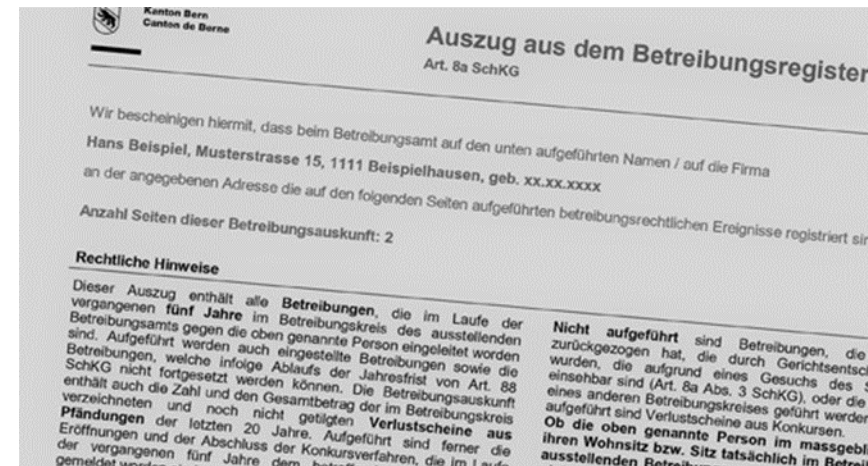 Kanton Bern
Canton de Berne
Auszug aus dem Betreibungsregister
Art. 8a SchKG
Wir bescheinigen hiermit, dass beim Betreibungsamt auf den unten aufgeführten Namen / auf die Firma
Hans Beispiel, Musterstrasse 15, 1111 Beispielhausen, geb. xx.xx.xxxx
an der angegebenen Adresse die auf den folgenden Seiten aufgeführten betreibungsrechtlichen Ereignisse registriert
Anzahl Seiten dieser Betreibungsauskunft: 2
Rechtliche Hinweise
Dieser Auszug enthält alle Betreibungen, die im Laufe der
vergangenen fünf Jahre im Betreibungskreis des ausstellenden
Betreibungsamts gegen die oben genannte Person eingeleitet worden
sind. Aufgeführt werden auch eingestellte Betreibungen sowie die
Betreibungen, welche infolge Ablaufs der Jahresfrist von Art. 88
SchKG nicht fortgesetzt werden können. Die Betreibungsauskunft
enthält auch die Zahl und den Gesamtbetrag der im Betreibungskreis
verzeichneten und noch nicht getilgten Verlustscheine aus
Pfändungen der letzten 20 Jahre. Aufgeführt sind ferner die
Eröffnungen und der Abschluss der Konkursverfahren, die im Laufe
der vergangenen fünf Jahre dem
gemeldet
Nicht aufgeführt sind Betreibungen, die
zurückgezogen hat, die durch
wurden, die aufgrund eines Gesuchs des
einsehbar sind (Art. 8a Abs. 3 SchKG), oder die
eines anderen Betreibungskreises geführt werden
aufgeführt sind Verlustscheine aus Konkursen.
Ob die oben genannte Person im
ihren Wohnsitz bzw. Sitz tatsächlich im
ausstellenden